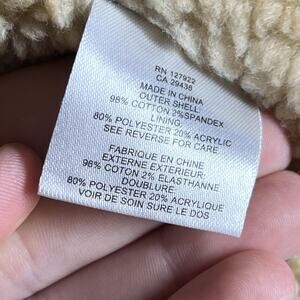 RN 127922
CA 29438
MADE IN CHINA
OUTER SHELL:
98% COTTON 2%SPANDEX
LINING:
80% POLYESTER 20% ACRYLIC
SEE REVERSE FOR CARE
FABRIQUE EN CHINE
EXTERNE EXTERIEUR:
98% COTON 2% ELASTHANNE
DOUBLURE:
80% POLYESTER 20% ACRYLIQUE
VOIR DE SOIN SUR LE DOS